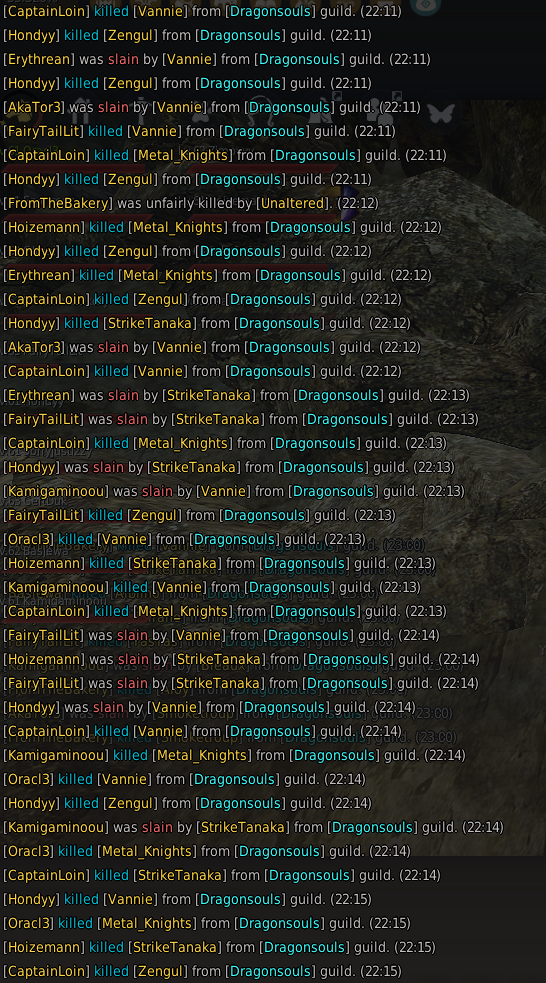 [CaptainLoin] killed [Vannie] from [Dragonsouls] guild. (22:11)
[Hondyy] killed [Zengul] from [Dragonsouls] guild. (22:11)
[Erythrean] was slain by [Vannie] from [Dragonsouls] guild. (22:11)
[Hondyy] killed [Zengul] from [Dragonsouls] guild. (22:11)
[AkaTor3] was slain by [Vannie] from [Dragonsouls] guild. (22:11)
[FairyTailLit] killed [Vannie] from [Dragonsouls] guild. (22:11)
[CaptainLoin] killed [Metal_Knights] from [Dragonsouls] guild. (22:11)
[Hondyy] killed [Zengul] from [Dragonsouls] guild. (22:11)
[FromTheBakery] was unfairly killed by [Unaltered]. (22:12)
[Hoizemann] killed [Metal_Knights] from [Dragonsouls] guild. (22:12)
[Hondyy] killed [Zengul] from [Dragonsouls] guild. (22:12)
[Erythrean] killed [Metal_Knights] from [Dragonsouls] guild. (22:12)
[CaptainLoin] killed [Zengul] from [Dragonsouls] guild. (22:12)
[Hondyy] killed [StrikeTanaka] from [Dragonsouls] guild. (22:12)
[AkaTor3] was slain by [Vannie] from [Dragonsouls] guild. (22:12)
[CaptainLoin] killed [Vannie] from [Dragonsouls] guild. (22:12)
[Erythrean] was slain by [StrikeTanaka] from [Dragonsouls] guild. (22:13)
[FairyTailLit] was slain by [StrikeTanaka] from [Dragonsouls] guild. (22:13)
[CaptainLoin] killed [Metal_Knights] from [Dragonsouls] guild. (22:13)
[Hondyy] was slain by [StrikeTanaka] from [Dragonsouls] guild. (22:13)
[Kamigaminoou] was slain by [Vannie] from [Dragonsouls] guild. (22:13)
[FairyTailLit] killed [Zengul] from [Dragonsouls] guild. (22:13)
[Oracl3] killed [Vannie] from [Dragonsouls] guild. (22:13)
[Hoizemann] killed [StrikeTanaka] from [Dragonsouls] guild. (22:13)
[Kamigaminoou] killed [Vannie] from [Dragonsouls] guild. (22:13)
[CaptainLoin] killed [Metal_Knights] from [Dragonsouls] guild. (22:13)
[FairyTailLit] was slain by [Vannie] from [Dragonsouls] guild. (22:14)
[Hoizemann] was slain by [StrikeTanaka] from [Dragonsouls] guild. (22:14)
[FairyTailLit] was slain by [StrikeTanaka] from [Dragonsouls] guild. (22:14)
[Hondyy] was slain by [Vannie] from [Dragonsouls] guild. (22:14)
[CaptainLoin] killed [Vannie] from [Dragonsouls] guild. (22:14)
[Kamigaminoou] killed [Metal_Knights] from [Dragonsouls] guild. (22:14)
[Oracl3] killed [Vannie] from [Dragonsouls] guild. (22:14)
[Hondyy] killed [Zengul] from [Dragonsouls] guild. (22:14)
[Kamigaminoou] was slain by [StrikeTanaka] from [Dragonsouls] guild. (22:14)
[Oracl3] killed [Metal_Knights] from [Dragonsouls] guild. (22:14)
[CaptainLoin] killed [StrikeTanaka] from [Dragonsouls] guild. (22:14)
[Hondyy] killed [Vannie] from [Dragonsouls] guild. (22:15)
[Oracl3] killed [Metal_Knights] from [Dragonsouls] guild. (22:15)
[Hoizemann] killed [StrikeTanaka] from [Dragonsouls] guild. (22:15)
[CaptainLoin] killed [Zengul] from [Dragonsouls] guild. (22:15)